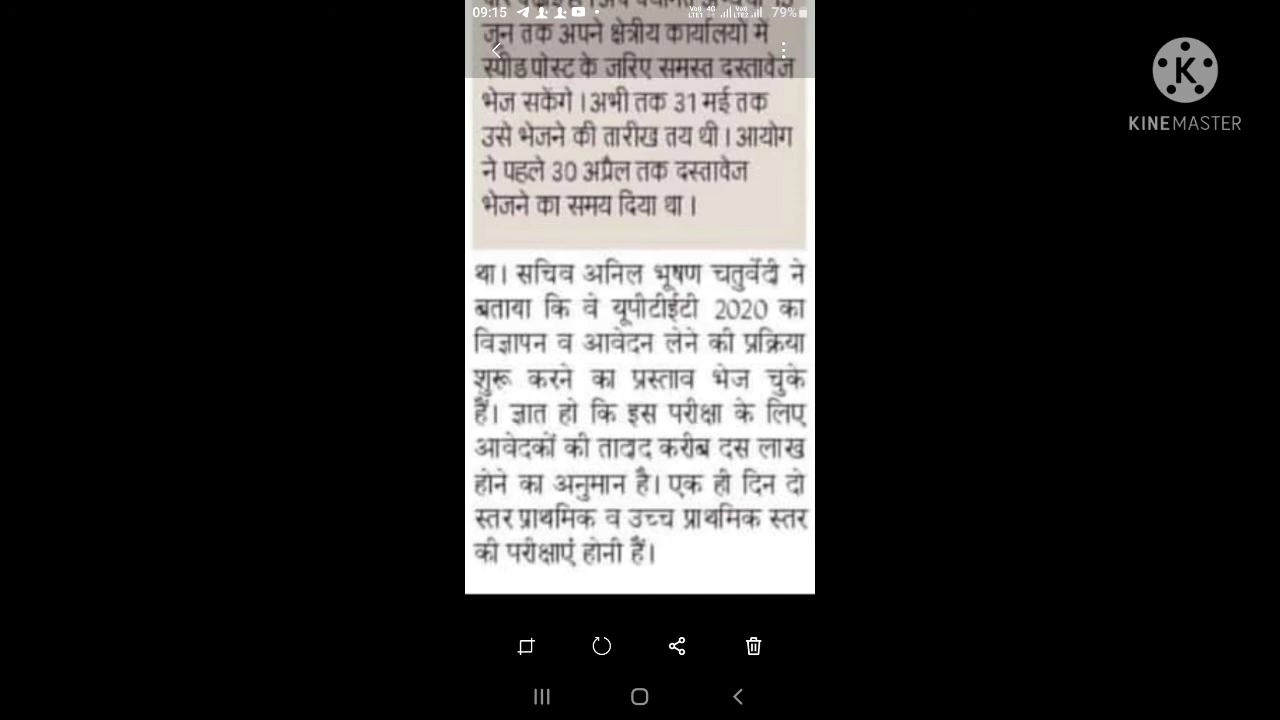 09:15
79%
जून तक अपने क्षेत्रीय कार्यालयों में
स्पीड पोस्ट के जरिए समस्त दस्तावेज
भेज सकेंगे । अभी तक 31 मई तक
उसे भेजने की तारीख तय थी । आयोग
ने पहले 30 अप्रैल तक दस्तावेज
भेजने का समय दिया था ।
था। सचिव अनिल भूषण चतुर्वेदी ने
बताया कि वे यूपीटीईटी 2020 का
विज्ञापन व आवेदन लेने की प्रक्रिया
शुरू करने का प्रस्ताव भेज चुके
हैं। ज्ञात हो कि इस परीक्षा के लिए
आवेदकों की तादाद करीब दस लाख
होने का अनुमान है। एक ही दिन दो
स्तर प्राथमिक व उच्च प्राथमिक स्तर
की परीक्षाएं होनी हैं।
K
KINEMASTER